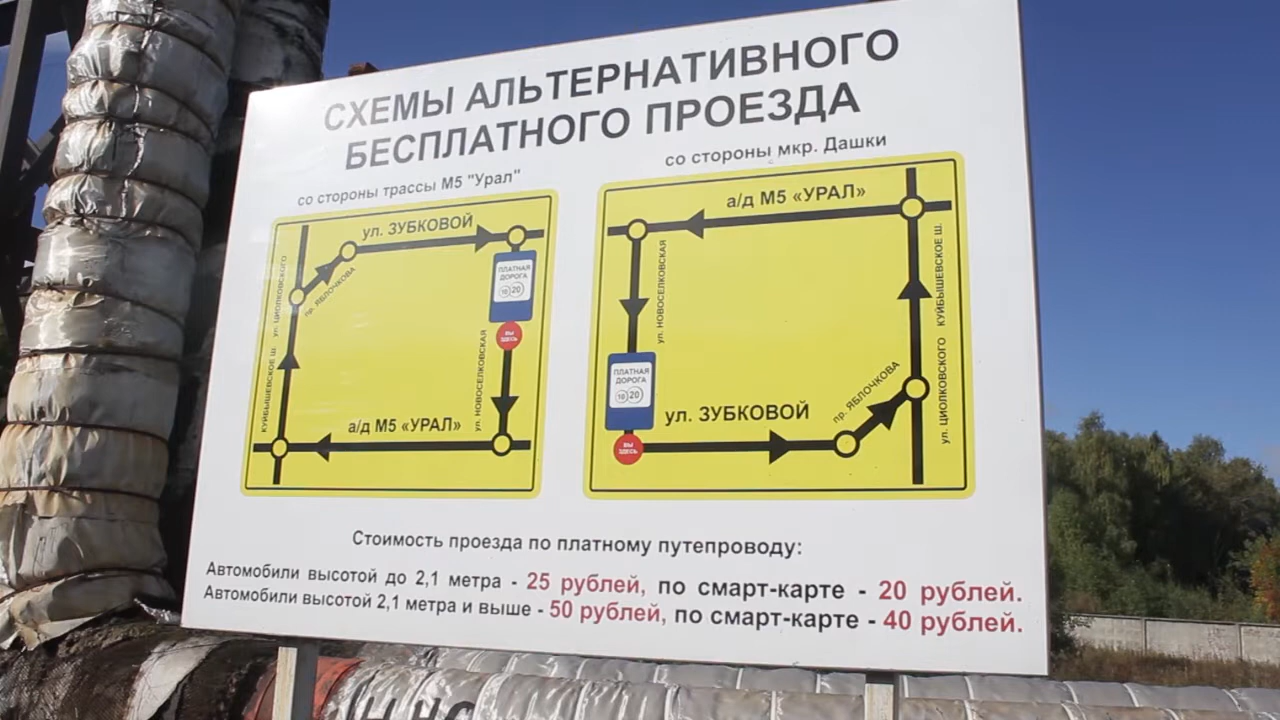 СХЕМЫ АЛЬТЕРНАТИВНОГО
БЕСПЛАТНОГО ПРОЕЗДА
со стороны трассы М5 "Урал"
ул. ЗУБКОВОЙ
ПЛАТНАЯ
ДОРОГА
10 20
ВЫ
ЗДЕСЬ
ул. ЦИОЛКОВСКОГО
пр. ЯБЛОЧКОВА
КУЙБЫШЕВСКОЕ Ш.
ул. НОВОСЕЛКОВСКАЯ
а/д М5 «УРАЛ»
со стороны мкр. Дашки
а/д М5 «УРАЛ»
ул. НОВОСЕЛКОВСКАЯ
КУЙБЫШЕВСКОЕ Ш.
ПЛАТНАЯ
ДОРОГА
10 20
ВЫ
ЗДЕСЬ
ул. ЗУБКОВОЙ
пр. ЯБЛОЧКОВА
ул. ЦИОЛКОВСКОГО
Стоимость проезда по платному путепроводу:
Автомобили высотой до 2,1 метра - 25 рублей, по смарт-карте - 20 рублей.
Автомобили высотой 2,1 метра и выше - 50 рублей, по смарт-карте - 40 рублей.